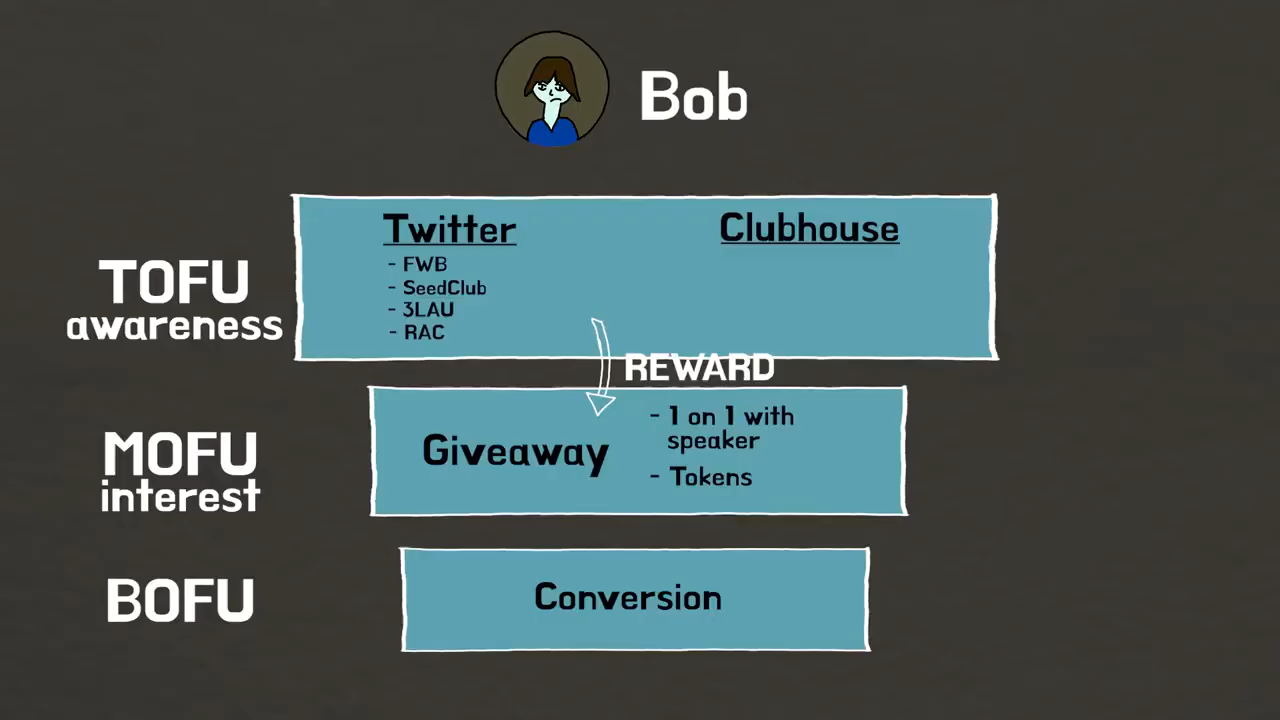 Bob
TOFU
awareness
Twitter
- FWB
- SeedClub
- 3LAU
- RAC
Clubhouse
REWARD
MOFU
interest
Giveaway
- 1 on 1 with
speaker
- Tokens
BOFU
Conversion